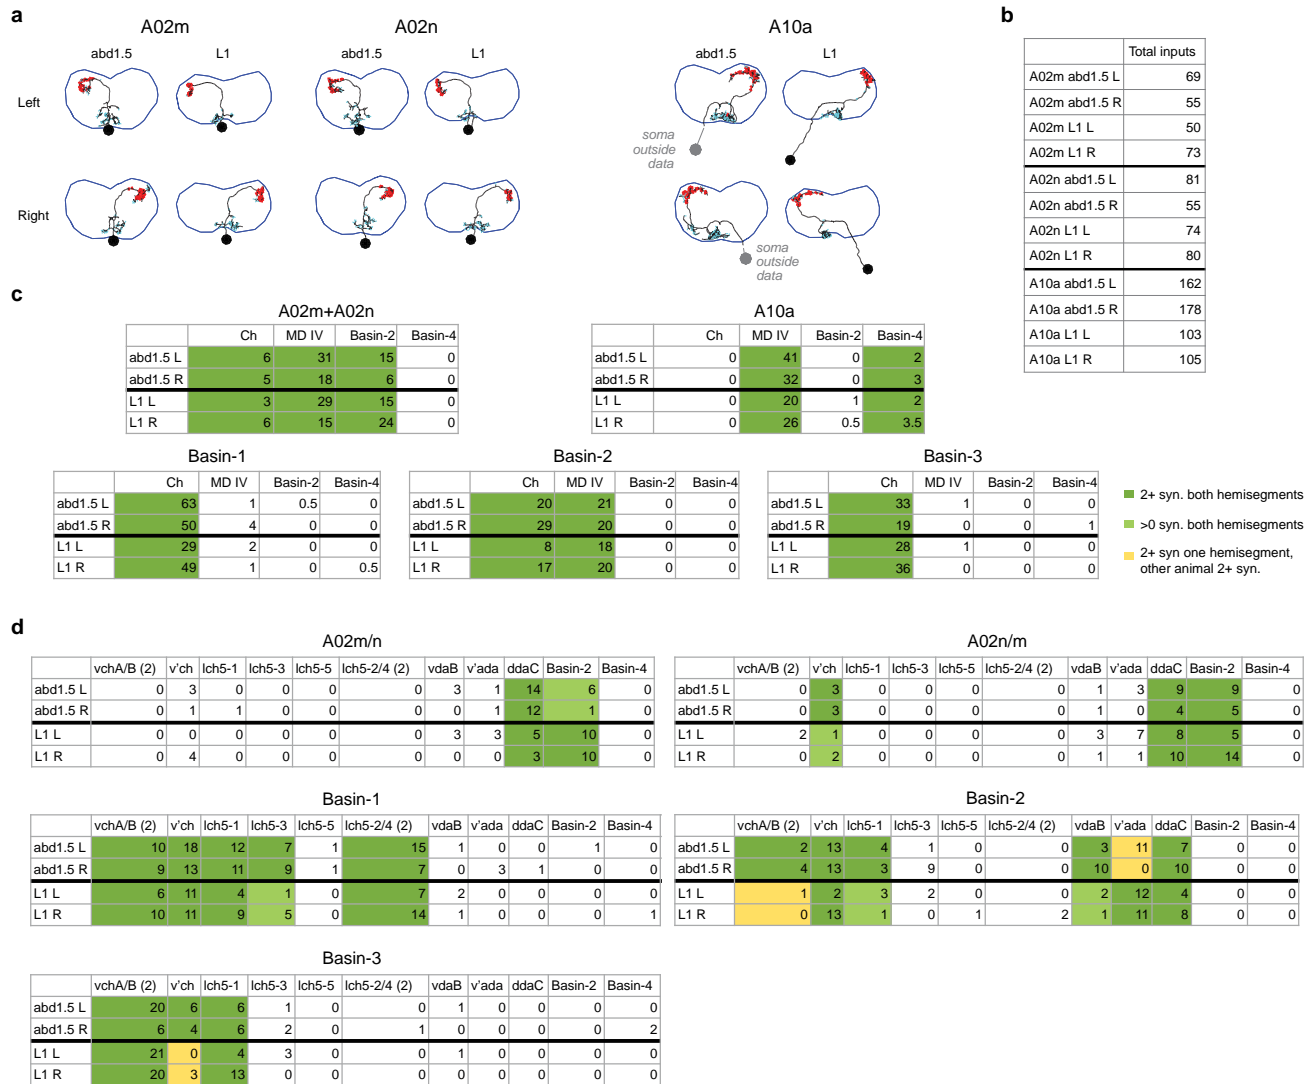 a
A02m A02n A10a
abd1.5 L1 abd1.5 L1 abd1.5 L1
Left
soma
outside
data
Right
soma
outside
data
b
Total inputs
A02m abd1.5 L 69
A02m abd1.5 R 55
A02m L1 L 50
A02m L1 R 73
A02n abd1.5 L 81
A02n abd1.5 R 55
A02n L1 L 74
A02n L1 R 80
A10a abd1.5 L 162
A10a abd1.5 R 178
A10a L1 L 103
A10a L1 R 105
c
A02m+A02n
Ch MD IV Basin-2 Basin-4
abd1.5 L 6 31 15 0
abd1.5 R 5 18 6 0
L1 L 3 29 15 0
L1 R 6 15 24 0
A10a
Ch MD IV Basin-2 Basin-4
abd1.5 L 0 41 0 2
abd1.5 R 0 32 0 3
L1 L 0 20 1 2
L1 R 0 26 0.5 3.5
Basin-1
Ch MD IV Basin-2 Basin-4
abd1.5 L 63 1 0.5 0
abd1.5 R 50 4 0 0
L1 L 29 2 0 0
L1 R 49 1 0 0.5
Basin-2
Ch MD IV Basin-2 Basin-4
abd1.5 L 20 21 0 0
abd1.5 R 29 20 0 0
L1 L 8 18 0 0
L1 R 17 20 0 0
Basin-3
Ch MD IV Basin-2 Basin-4
abd1.5 L 33 1 0 0
abd1.5 R 19 0 0 1
L1 L 28 1 0 0
L1 R 36 0 0 0
2+ syn. both hemisegments
>0 syn. both hemisegments
2+ syn one hemisegment,
other animal 2+ syn.
d
A02m/n
vchA/B (2) v'ch lch5-1 lch5-3 lch5-5 lch5-2/4 (2) vdaB v'ada ddaC Basin-2 Basin-4
abd1.5 L 0 3 0 0 0 0 3 1 14 6 0
abd1.5 R 0 1 1 0 0 0 0 1 12 1 0
L1 L 0 0 0 0 0 0 3 3 5 10 0
L1 R 0 4 0 0 0 0 0 0 3 10 0
A02n/m
vchA/B (2) v'ch lch5-1 lch5-3 lch5-5 lch5-2/4 (2) vdaB v'ada ddaC Basin-2 Basin-4
abd1.5 L 0 3 0 0 0 0 1 3 9 9 0
abd1.5 R 0 3 0 0 0 0 1 0 4 5 0
L1 L 2 1 0 0 0 0 3 7 8 5 0
L1 R 0 2 0 0 0 0 1 1 10 14 0
Basin-1
vchA/B (2) v'ch lch5-1 lch5-3 lch5-5 lch5-2/4 (2) vdaB v'ada ddaC Basin-2 Basin-4
abd1.5 L 10 18 12 7 1 15 1 0 0 1 0
abd1.5 R 9 13 11 9 1 7 0 3 1 0 0
L1 L 6 11 4 1 0 7 2 0 0 0 0
L1 R 10 11 9 5 0 14 1 0 0 0 1
Basin-2
vchA/B (2) v'ch lch5-1 lch5-3 lch5-5 lch5-2/4 (2) vdaB v'ada ddaC Basin-2 Basin-4
abd1.5 L 2 13 4 1 0 0 3 11 7 0 0
abd1.5 R 4 13 3 9 0 0 10 0 10 0 0
L1 L 1 2 3 2 0 0 2 12 4 0 0
L1 R 0 13 1 0 1 2 1 11 8 0 0
Basin-3
vchA/B (2) v'ch lch5-1 lch5-3 lch5-5 lch5-2/4 (2) vdaB v'ada ddaC Basin-2 Basin-4
abd1.5 L 20 6 6 1 0 0 1 0 0 0 0
abd1.5 R 6 4 6 2 0 1 0 0 0 0 2
L1 L 21 0 4 3 0 0 1 0 0 0 0
L1 R 20 3 13 0 0 0 0 0 0 0 0